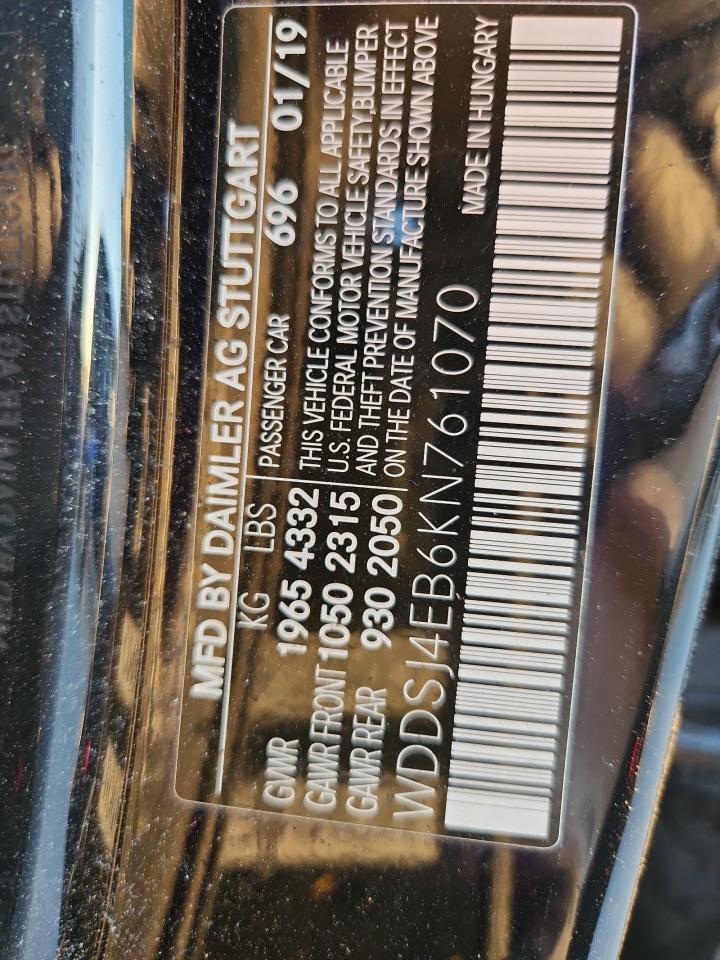 MFD BY DAIMLER AG STUTTGART
KG LBS
GVWR 1965 4332
GAWR FRONT 1050 2315
GAWR REAR 930 2050
PASSENGER CAR 696 01/19
THIS VEHICLE CONFORMS TO ALL APPLICABLE
U.S. FEDERAL MOTOR VEHICLE SAFETY,BUMPER
AND THEFT PREVENTION STANDARDS IN EFFECT
ON THE DATE OF MANUFACTURE SHOWN ABOVE
WDDSJ4EB6KN761070
MADE IN HUNGARY